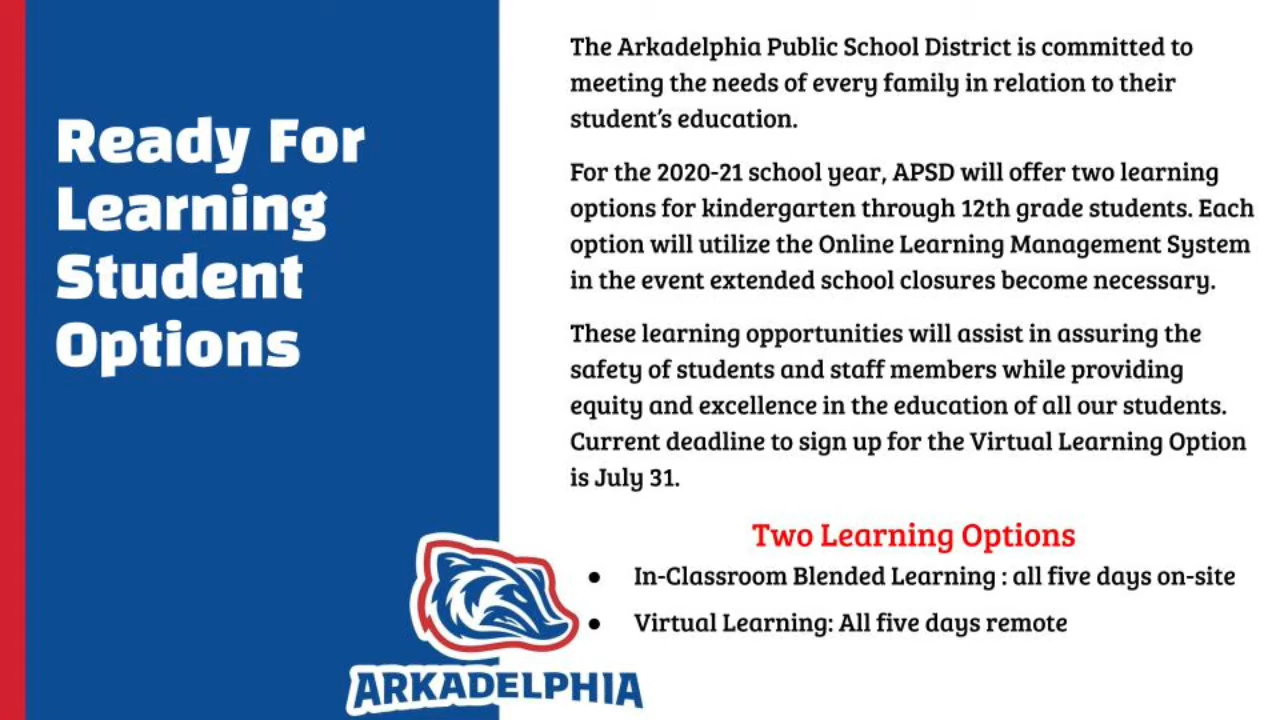 Ready For
Learning
Student
Options
The Arkadelphia Public School District is committed to
meeting the needs of every family in relation to their
student's education.
For the 2020-21 school year, APSD will offer two learning
options for kindergarten through 12th grade students. Each
option will utilize the Online Learning Management System
in the event extended school closures become necessary.
These learning opportunities will assist in assuring the
safety of students and staff members while providing
equity and excellence in the education of all our students.
Current deadline to sign up for the Virtual Learning Option
is July 31.
Two Learning Options
● In-Classroom Blended Learning : all five days on-site
● Virtual Learning: All five days remote
ARKADELPHIA